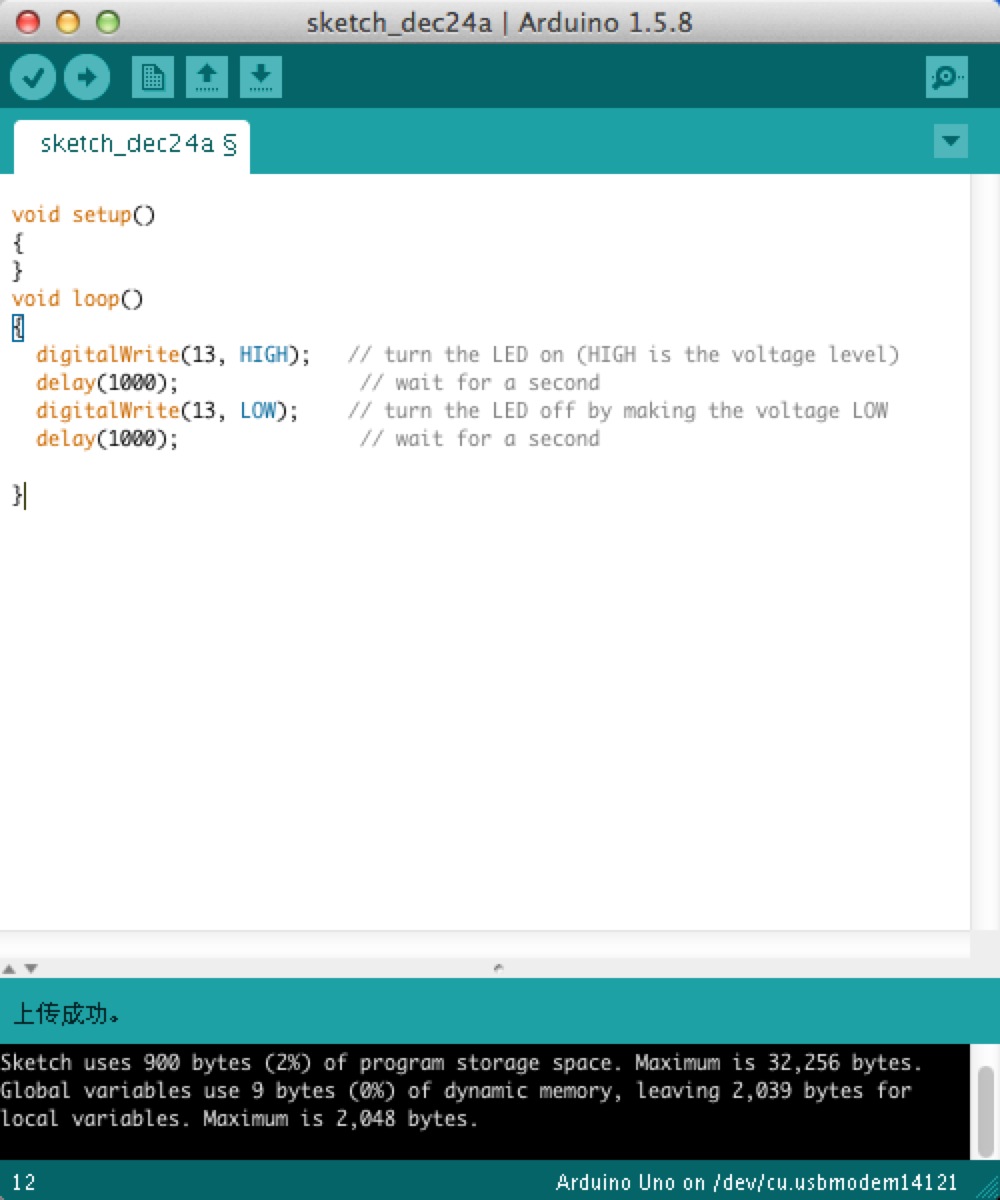 sketch_dec24a | Arduino 1.5.8
sketch_dec24a §
void setup()
{
}
void loop()
{
  digitalWrite(13, HIGH);   // turn the LED on (HIGH is the voltage level)
  delay(1000);               // wait for a second
  digitalWrite(13, LOW);    // turn the LED off by making the voltage LOW
  delay(1000);               // wait for a second
}
上传成功。
Sketch uses 900 bytes (2%) of program storage space. Maximum is 32,256 bytes.
Global variables use 9 bytes (0%) of dynamic memory, leaving 2,039 bytes for
local variables. Maximum is 2,048 bytes.
12 Arduino Uno on /dev/cu.usbmodem14121